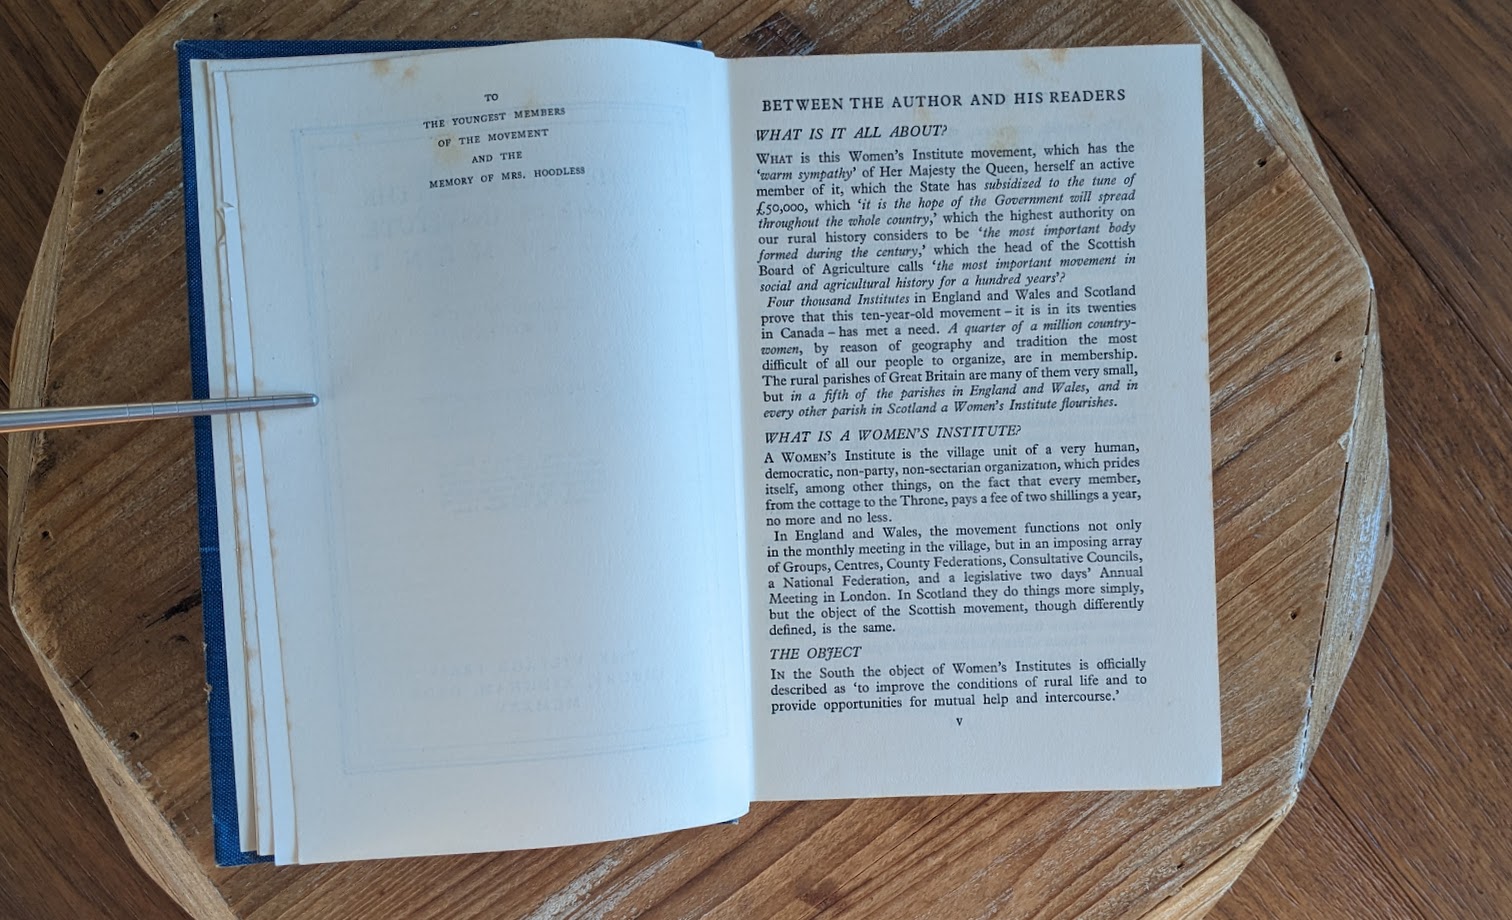 TO
THE YOUNGEST MEMBERS
OF THE MOVEMENT
AND THE
MEMORY OF MRS. HOODLESS
BETWEEN THE AUTHOR AND HIS READERS
WHAT IS IT ALL ABOUT?
WHAT is this Women's Institute movement, which has the
'warm sympathy' of Her Majesty the Queen, herself an active
member of it, which the State has subsidized to the tune of
£50,000, which 'it is the hope of the Government will spread
throughout the whole country,' which the highest authority on
our rural history considers to be 'the most important body
formed during the century,' which the head of the Scottish
Board of Agriculture calls 'the most important movement in
social and agricultural history for a hundred years'?
Four thousand Institutes in England and Wales and Scotland
prove that this ten-year-old movement – it is in its twenties
in Canada – has met a need. A quarter of a million country-
women, by reason of geography and tradition the most
difficult of all our people to organize, are in membership.
The rural parishes of Great Britain are many of them very small,
but in a fifth of the parishes in England and Wales, and in
every other parish in Scotland a Women's Institute flourishes.
WHAT IS A WOMEN'S INSTITUTE?
A WOMEN'S Institute is the village unit of a very human,
democratic, non-party, non-sectarian organization, which prides
itself, among other things, on the fact that every member,
from the cottage to the Throne, pays a fee of two shillings a year,
no more and no less.
In England and Wales, the movement functions not only
in the monthly meeting in the village, but in an imposing array
of Groups, Centres, County Federations, Consultative Councils,
a National Federation, and a legislative two days' Annual
Meeting in London. In Scotland they do things more simply,
but the object of the Scottish movement, though differently
defined, is the same.
THE OBJECT
IN the South the object of Women's Institutes is officially
described as 'to improve the conditions of rural life and to
provide opportunities for mutual help and intercourse.'
V